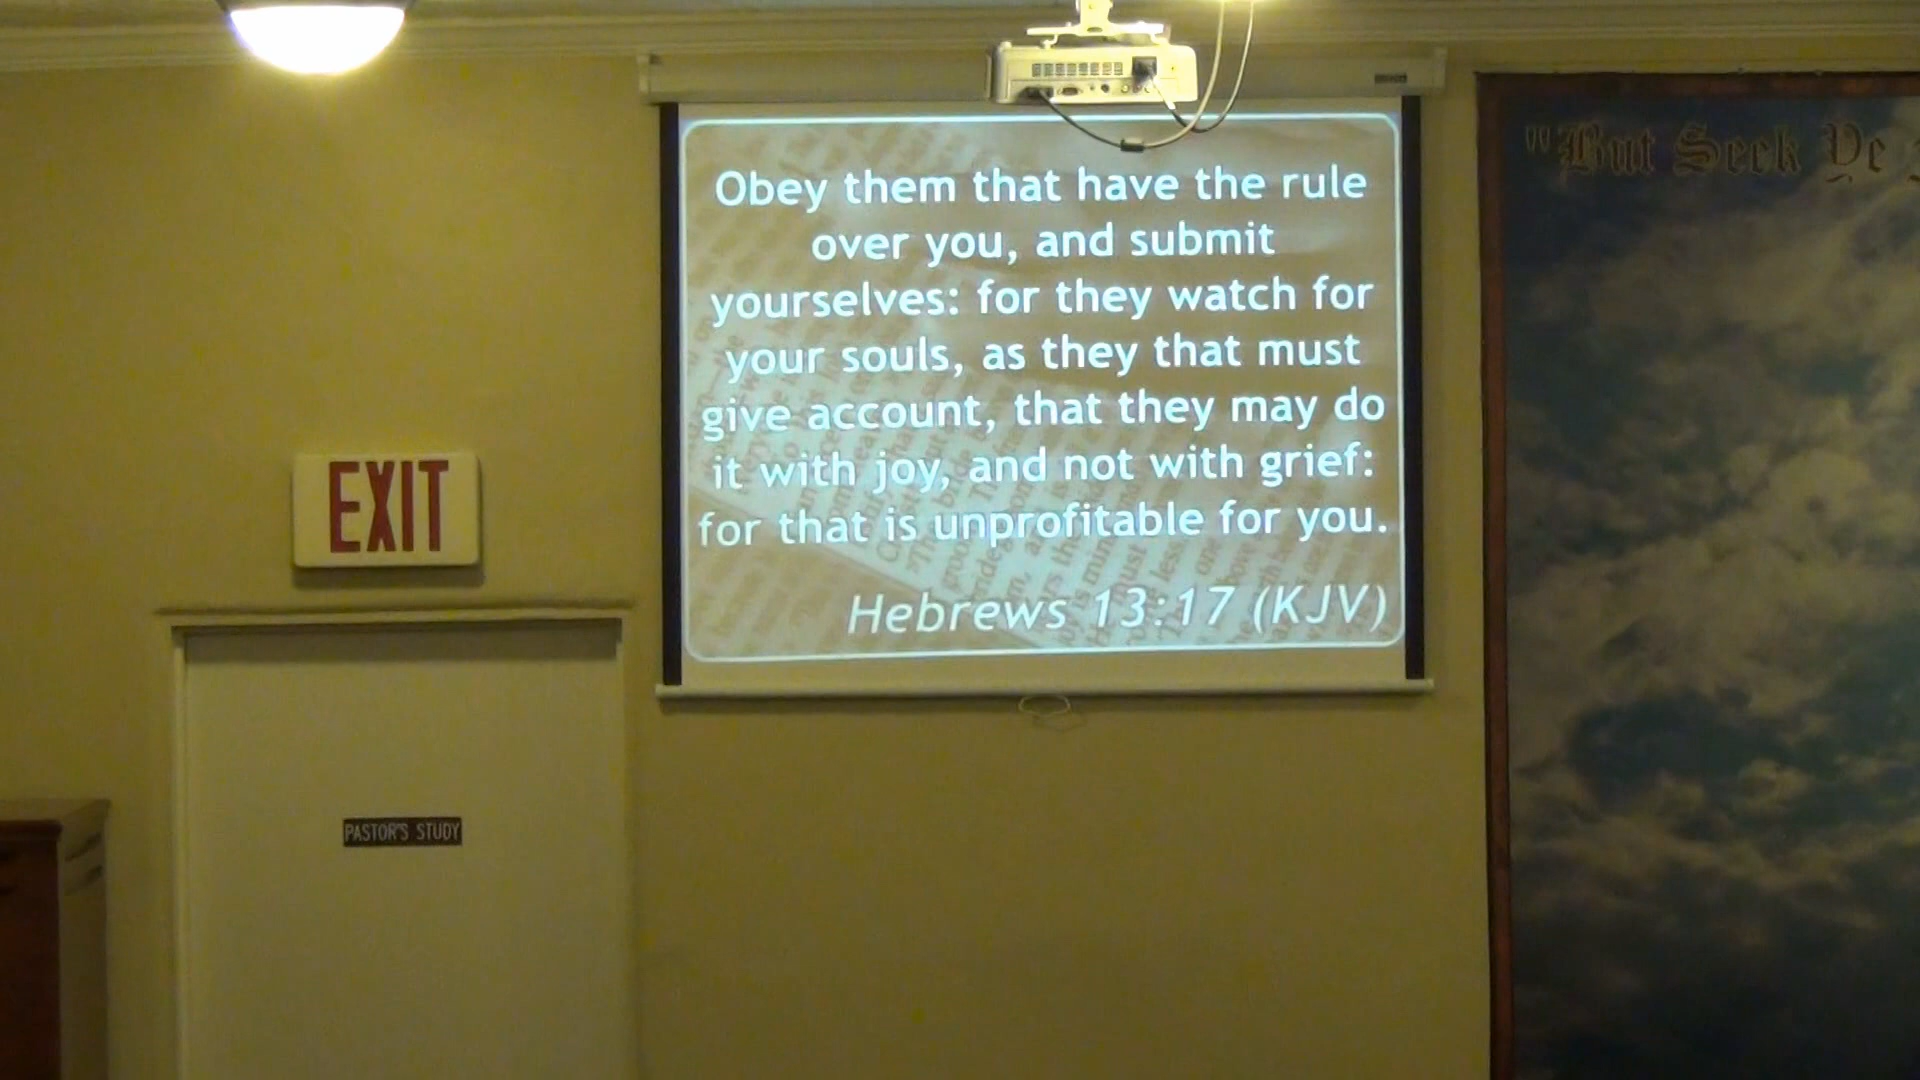 "But Seek Ye
Obey them that have the rule
over you, and submit
yourselves: for they watch for
your souls, as they that must
give account, that they may do
it with joy, and not with grief:
for that is unprofitable for you.
Hebrews 13:17 (KJV)
EXIT
PASTOR'S STUDY